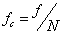 f_c = f/N